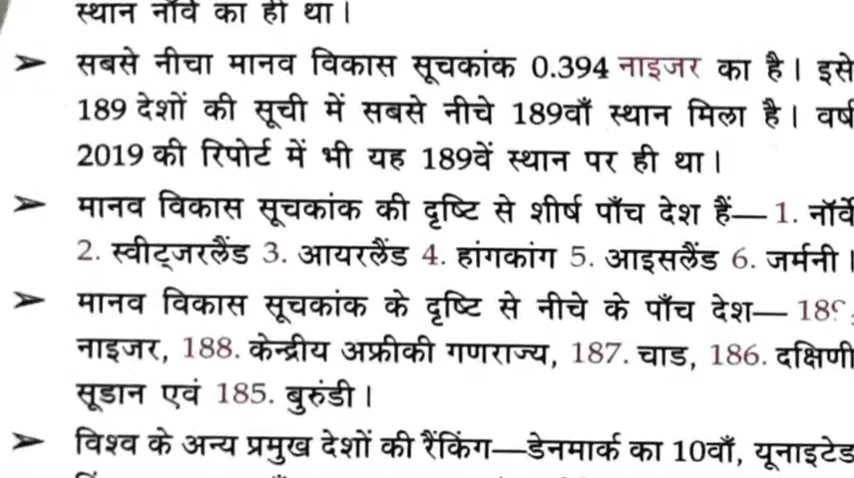 स्थान नॉर्वे का ही था।
➢ सबसे नीचा मानव विकास सूचकांक 0.394 नाइजर का है। इसे
189 देशों की सूची में सबसे नीचे 189वाँ स्थान मिला है। वर्ष
2019 की रिपोर्ट में भी यह 189वें स्थान पर ही था।
➢ मानव विकास सूचकांक की दृष्टि से शीर्ष पाँच देश हैं— 1. नॉर्वे
2. स्वीट्जरलैंड 3. आयरलैंड 4. हांगकांग 5. आइसलैंड 6. जर्मनी।
➢ मानव विकास सूचकांक के दृष्टि से नीचे के पाँच देश— 189.
नाइजर, 188. केन्द्रीय अफ्रीकी गणराज्य, 187. चाड, 186. दक्षिणी
सूडान एवं 185. बुरुंडी।
➢ विश्व के अन्य प्रमुख देशों की रैंकिंग—डेनमार्क का 10वाँ, यूनाइटेड